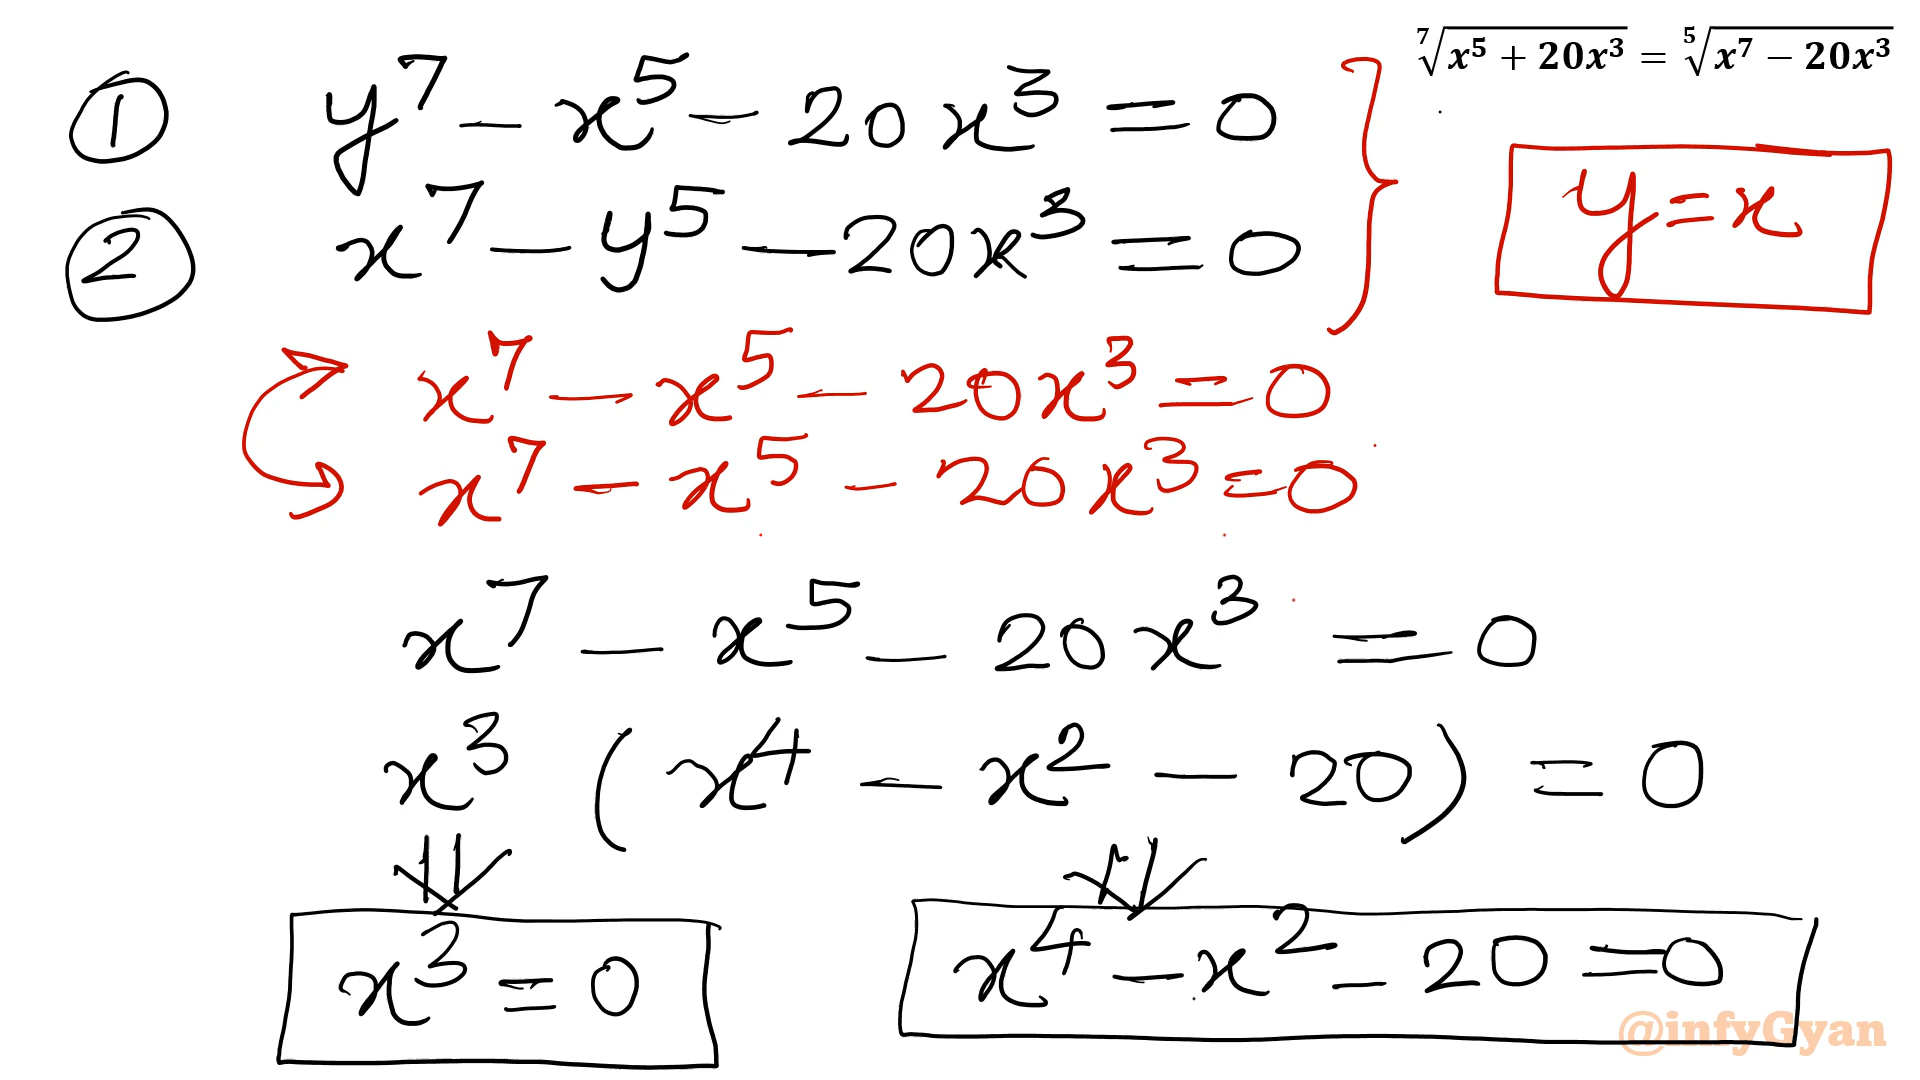 ⁷√(x⁵ + 20x³) = ⁵√(x⁷ − 20x³)
① y⁷ − x⁵ − 20x³ = 0
② x⁷ − y⁵ − 20x³ = 0
y = x
x⁷ − x⁵ − 20x³ = 0
x⁷ − x⁵ − 20x³ = 0
x⁷ − x⁵ − 20x³ = 0
x³ (x⁴ − x² − 20) = 0
x³ = 0
x⁴ − x² − 20 = 0
@infyGyan